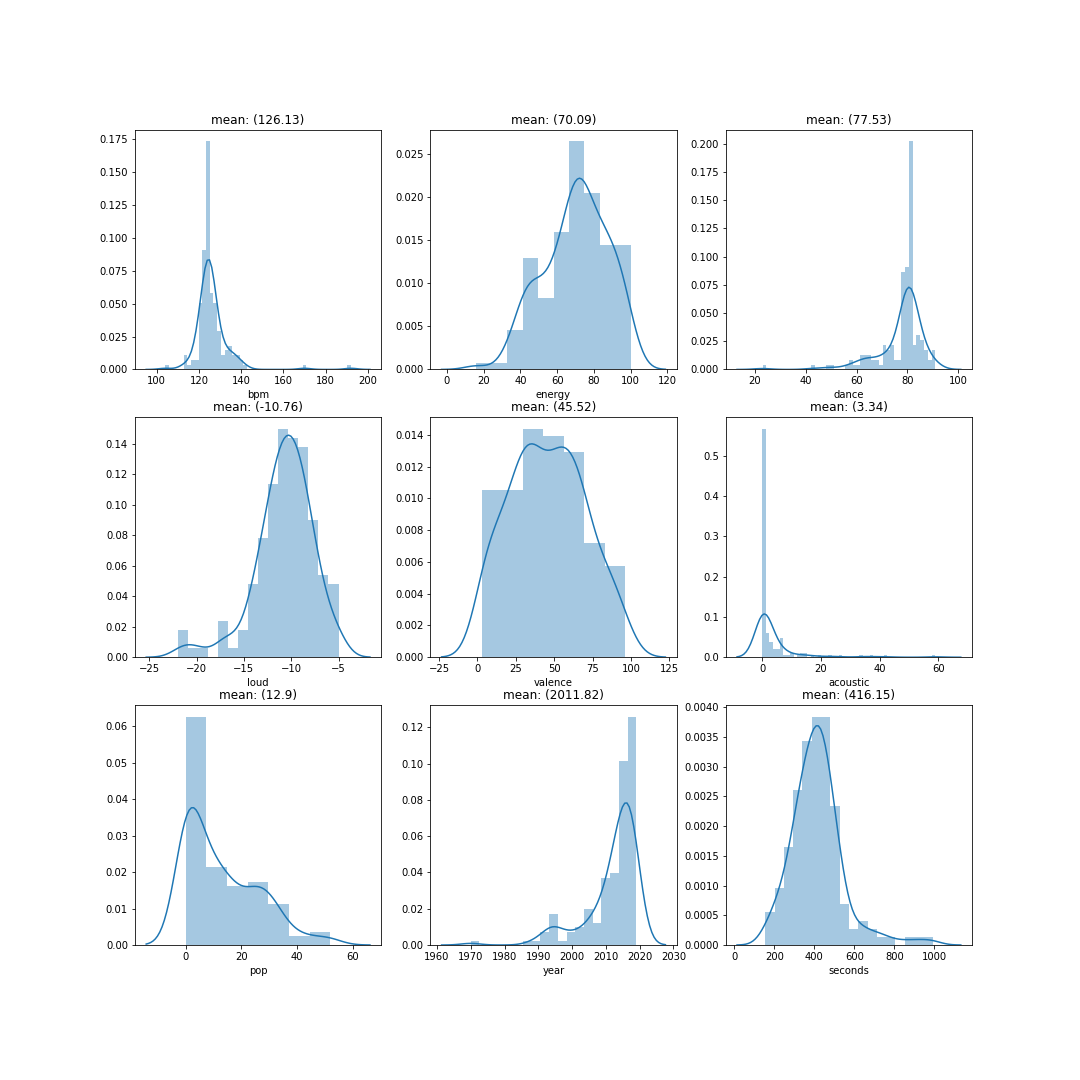 mean: (126.13)
0.175
0.150
0.125
0.100
0.075
0.050
0.025
0.000
100 120 140 160 180 200
bpm
mean: (70.09)
0.025
0.020
0.015
0.010
0.005
0.000
0 20 40 60 80 100 120
energy
mean: (77.53)
0.200
0.175
0.150
0.125
0.100
0.075
0.050
0.025
0.000
20 40 60 80 100
dance
mean: (-10.76)
0.14
0.12
0.10
0.08
0.06
0.04
0.02
0.00
−25 −20 −15 −10 −5
loud
mean: (45.52)
0.014
0.012
0.010
0.008
0.006
0.004
0.002
0.000
−25 0 25 50 75 100 125
valence
mean: (3.34)
0.5
0.4
0.3
0.2
0.1
0.0
0 20 40 60
acoustic
mean: (12.9)
0.06
0.05
0.04
0.03
0.02
0.01
0.00
0 20 40 60
pop
mean: (2011.82)
0.12
0.10
0.08
0.06
0.04
0.02
0.00
1960 1970 1980 1990 2000 2010 2020 2030
year
mean: (416.15)
0.0040
0.0035
0.0030
0.0025
0.0020
0.0015
0.0010
0.0005
0.0000
0 200 400 600 800 1000
seconds